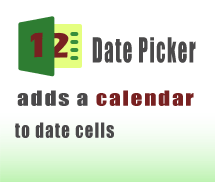 12 Date Picker
adds a calendar
to date cells